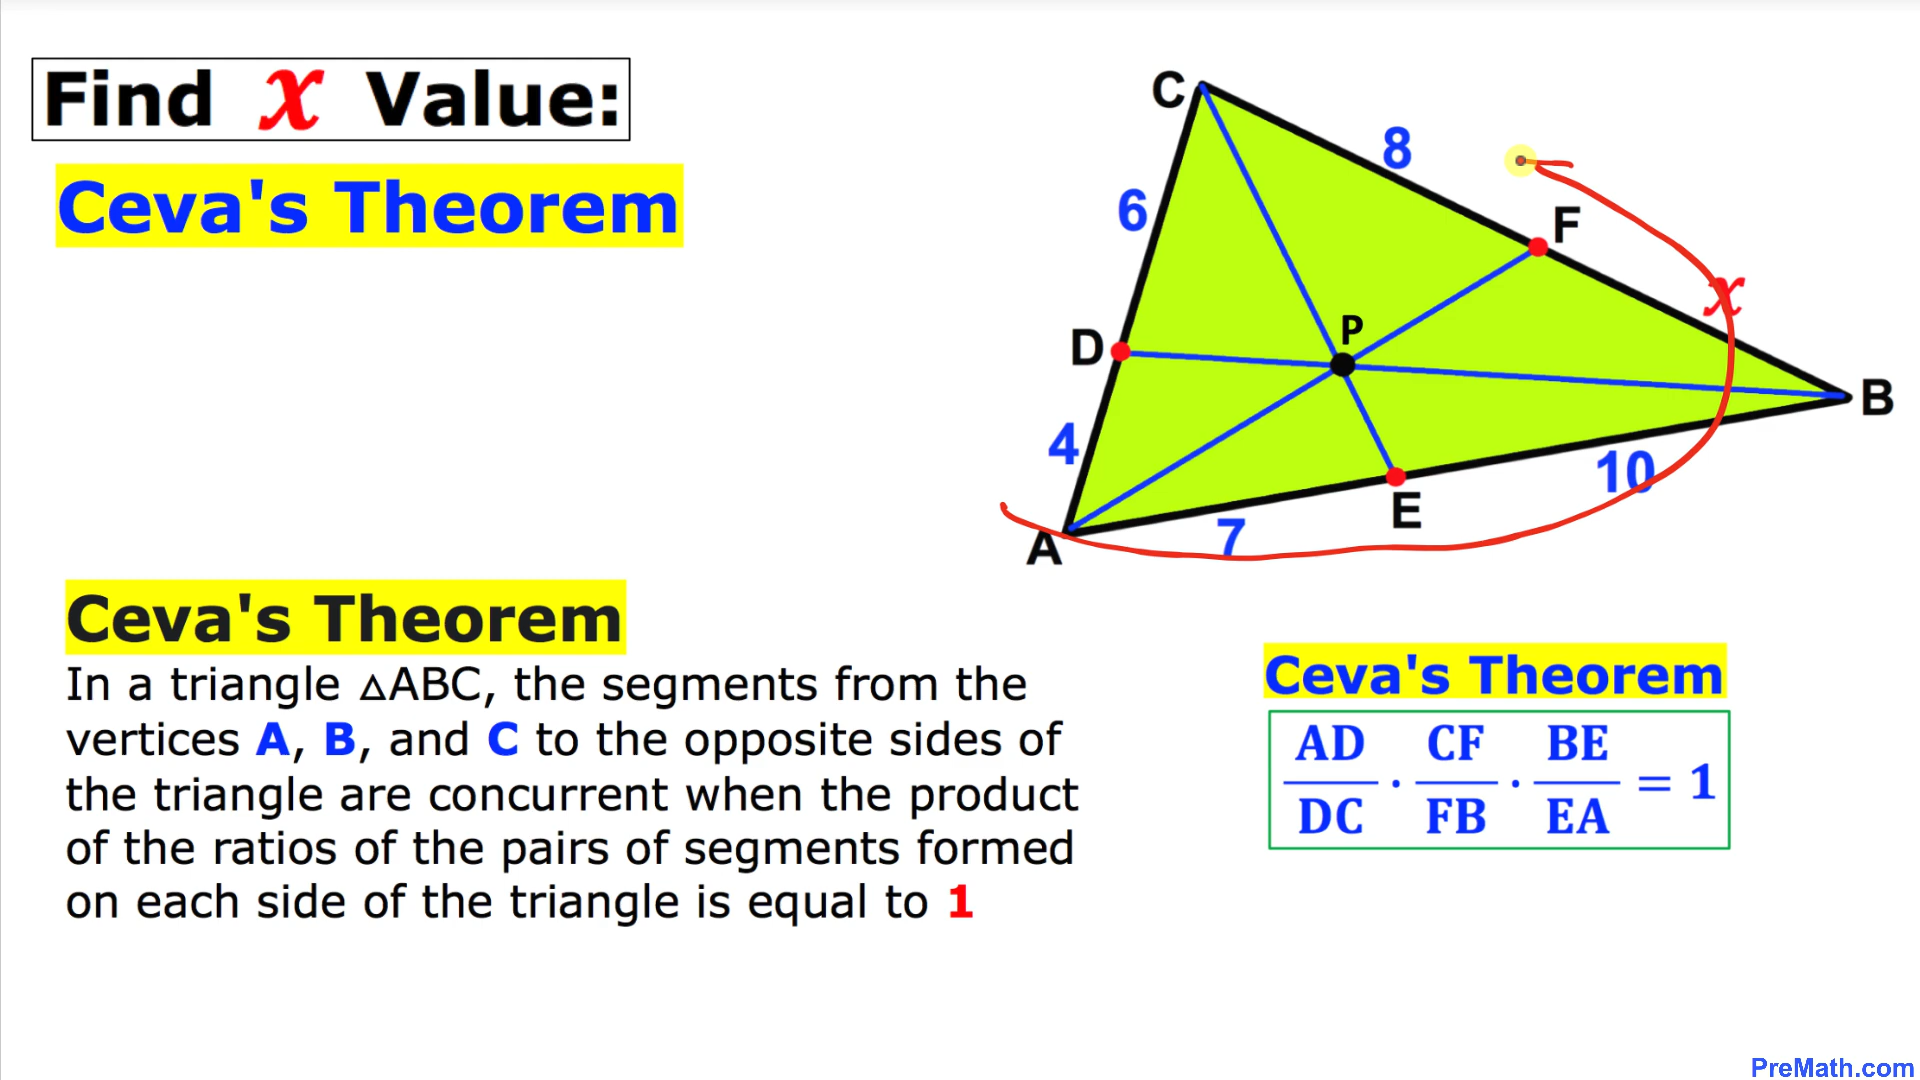 Find x Value:
Ceva's Theorem
C
8
6
F
x
P
D
B
4
10
E
7
A
Ceva's Theorem
In a triangle △ABC, the segments from the
vertices A, B, and C to the opposite sides of
the triangle are concurrent when the product
of the ratios of the pairs of segments formed
on each side of the triangle is equal to 1
Ceva's Theorem
AD/DC · CF/FB · BE/EA = 1
PreMath.com